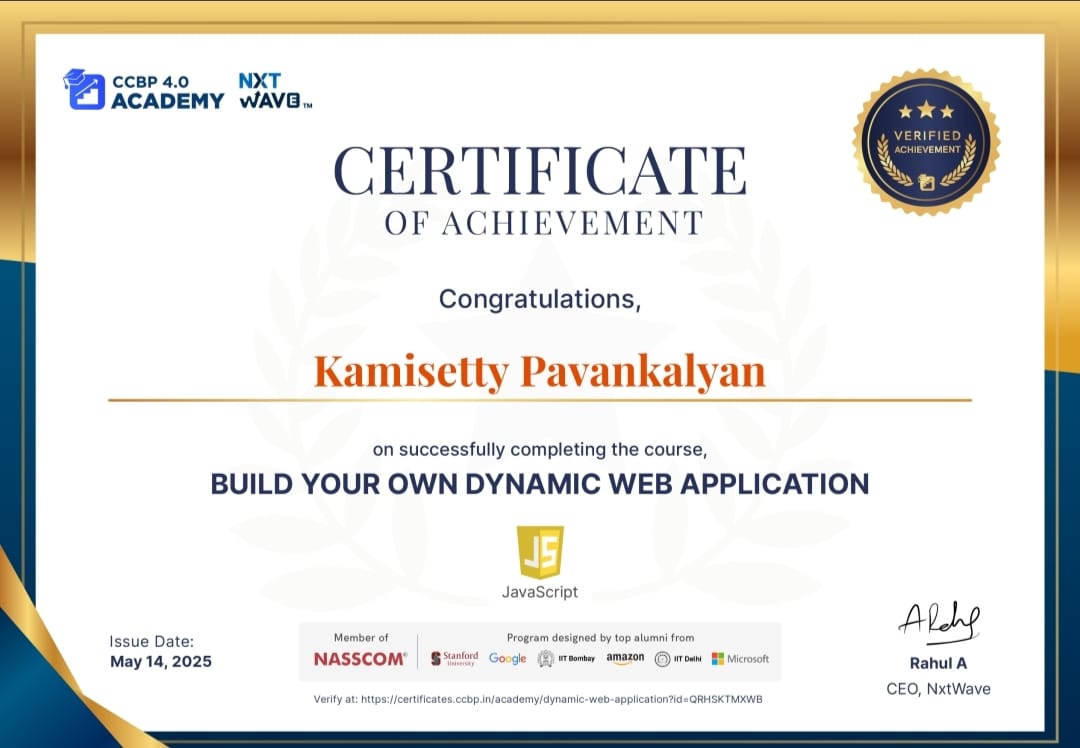 CCBP 4.0
ACADEMY
NXT
WAVE™
VERIFIED
ACHIEVEMENT
CERTIFICATE
OF ACHIEVEMENT
Congratulations,
Kamisetty Pavankalyan
on successfully completing the course,
BUILD YOUR OWN DYNAMIC WEB APPLICATION
JS
JavaScript
Issue Date:
May 14, 2025
Member of
NASSCOM®
Program designed by top alumni from
Stanford
University
Google
IIT Bombay
amazon
IIT Delhi
Microsoft
Verify at: https://certificates.ccbp.in/academy/dynamic-web-application?id=QRHSKTMXWB
Rahul A
CEO, NxtWave